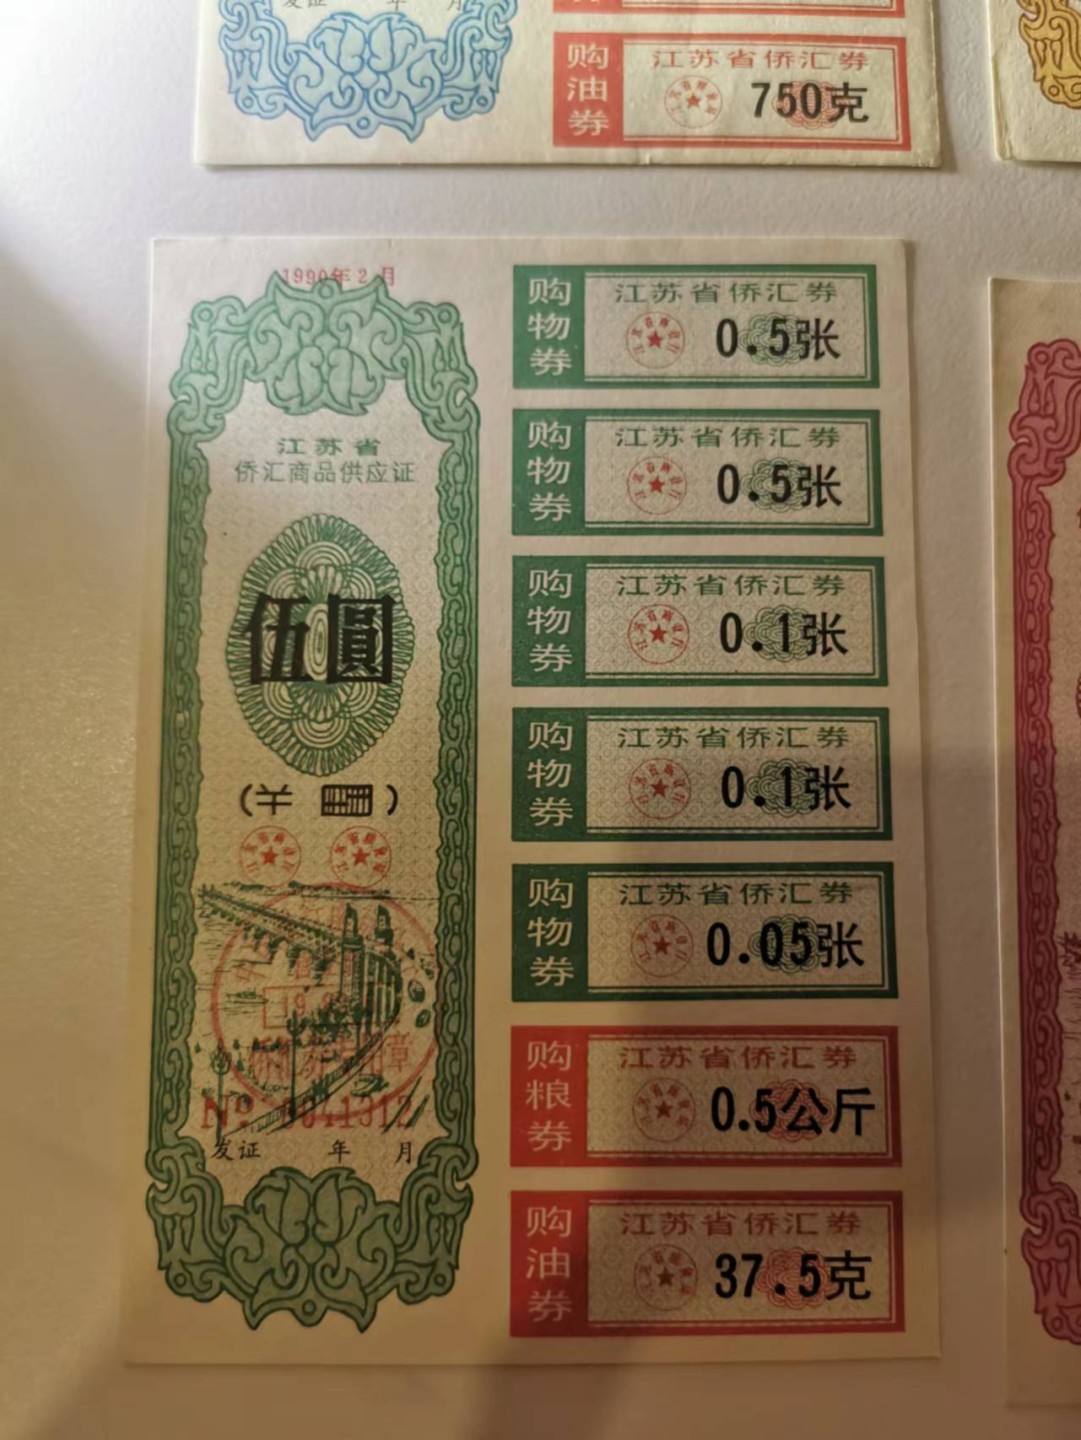 发证 年 月
购油券
江苏省侨汇券
750克
1990年2月
江苏省
侨汇商品供应证
伍圆
发证 年 月
购物券
江苏省侨汇券
0.5张
购物券
江苏省侨汇券
0.5张
购物券
江苏省侨汇券
0.1张
购物券
江苏省侨汇券
0.1张
购物券
江苏省侨汇券
0.05张
购粮券
江苏省侨汇券
0.5公斤
购油券
江苏省侨汇券
37.5克